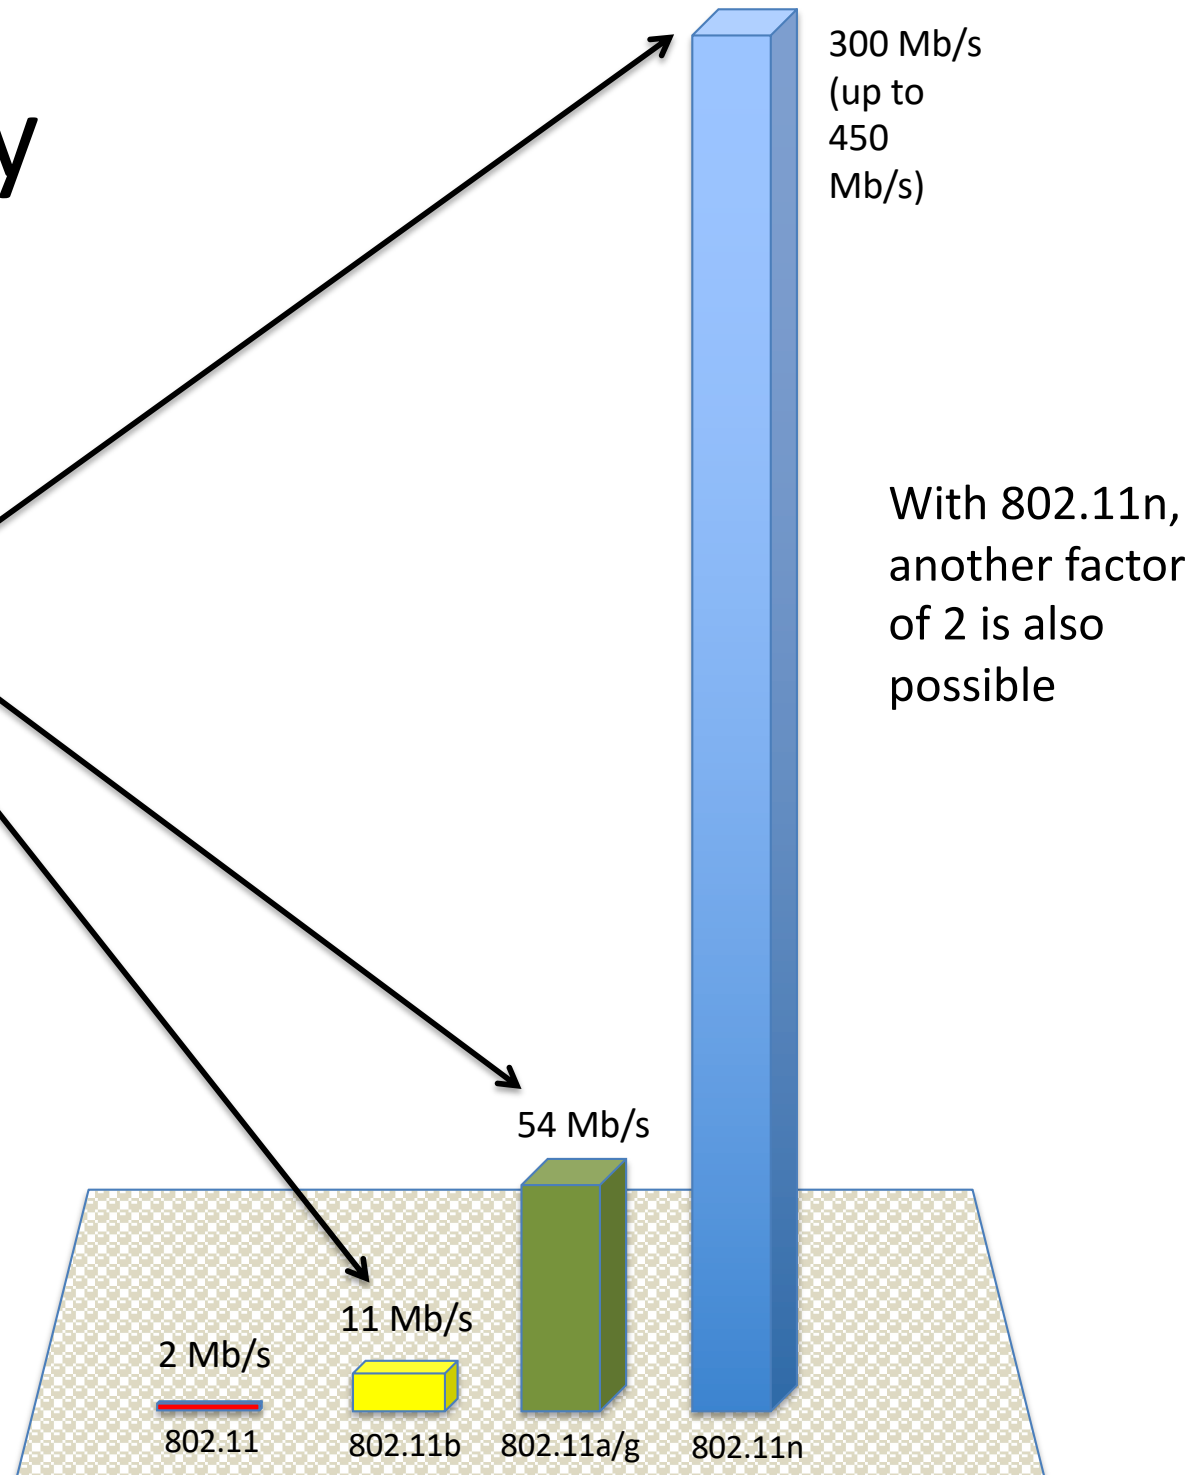 y
300 Mb/s
(up to
450
Mb/s)
With 802.11n,
another factor
of 2 is also
possible
54 Mb/s
11 Mb/s
2 Mb/s
802.11
802.11b
802.11a/g
802.11n